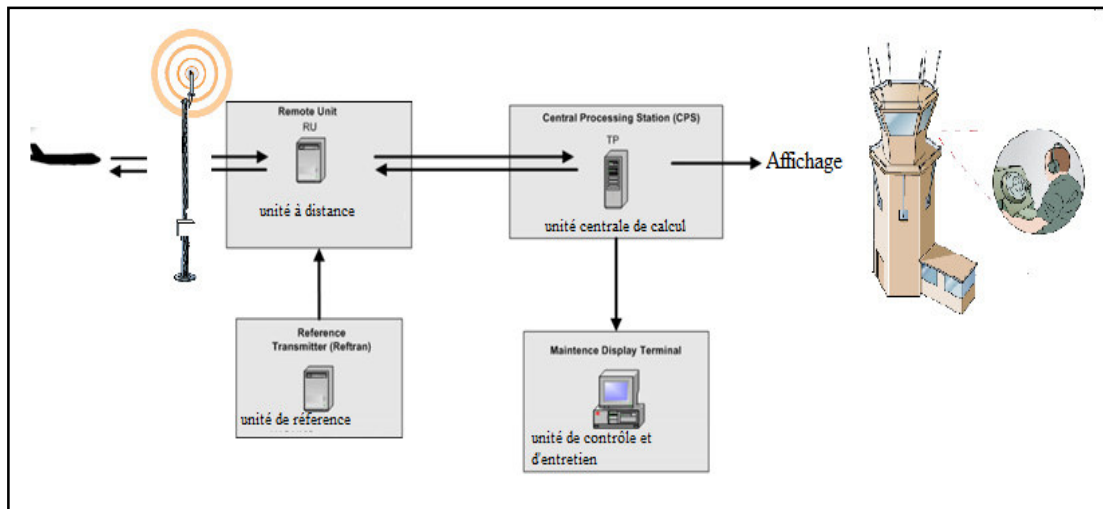 Remote Unit
RU
unité à distance
Central Processing Station (CPS)
TP
unité centrale de calcul
Affichage
Reference
Transmitter (Reftran)
unité de réference
Maintence Display Terminal
unité de contrôle et
d'entretien